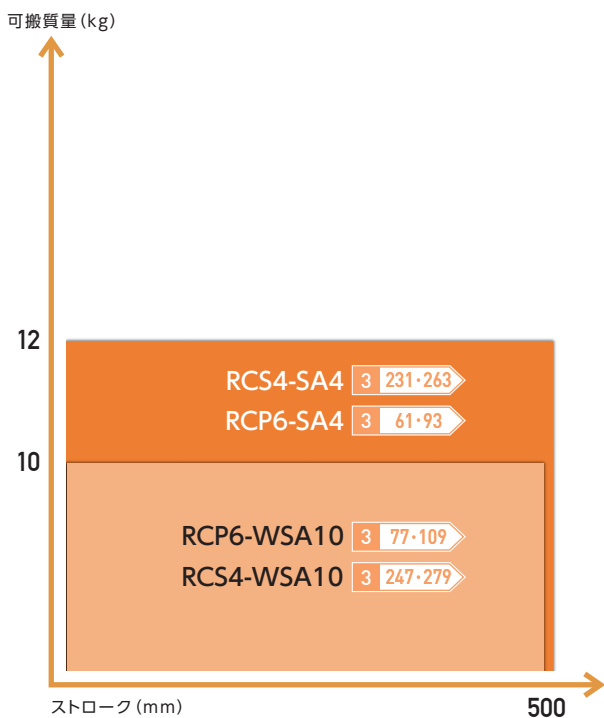 可搬質量(kg)
12
RCS4-SA4 3 231・263
RCP6-SA4 3 61・93
10
RCP6-WSA10 3 77・109
RCS4-WSA10 3 247・279
ストローク(mm)
500